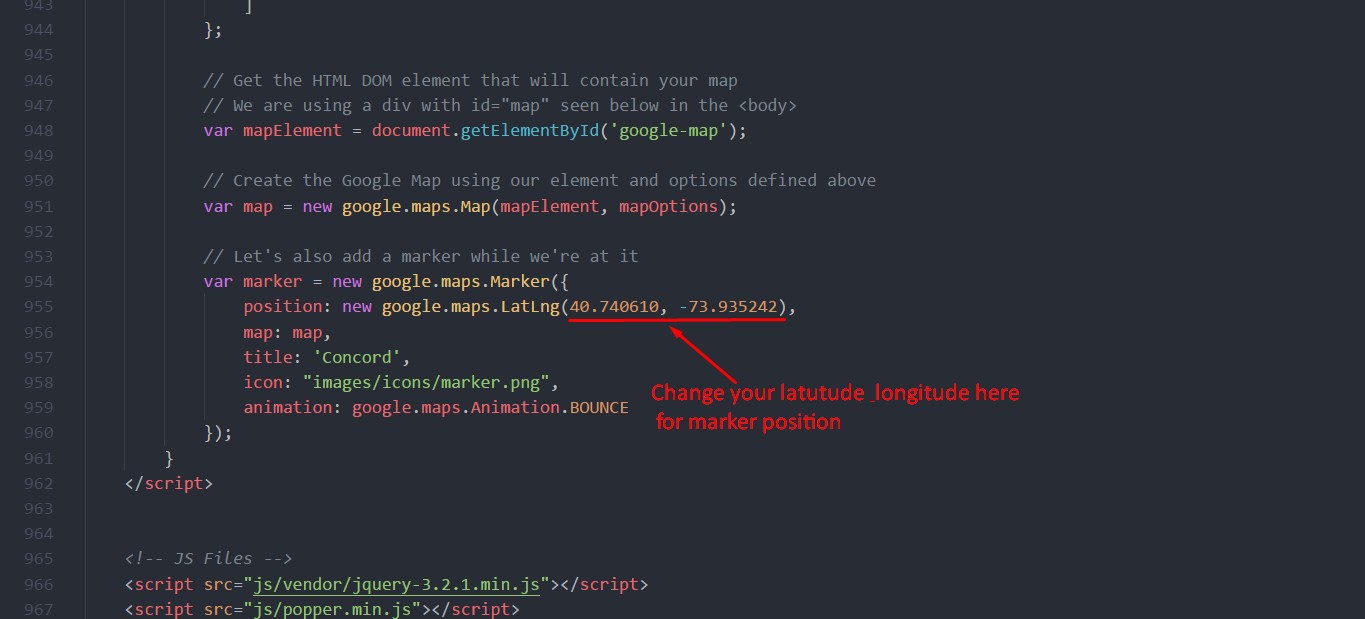 943 ]
944 };
945
946 // Get the HTML DOM element that will contain your map
947 // We are using a div with id="map" seen below in the <body>
948 var mapElement = document.getElementById('google-map');
949
950 // Create the Google Map using our element and options defined above
951 var map = new google.maps.Map(mapElement, mapOptions);
952
953 // Let's also add a marker while we're at it
954 var marker = new google.maps.Marker({
955 position: new google.maps.LatLng(40.740610, -73.935242),
956 map: map,
957 title: 'Concord',
958 icon: "images/icons/marker.png",
959 animation: google.maps.Animation.BOUNCE
Change your latutude _longitude here
for marker position
960 });
961 }
962 </script>
963
964
965 <!-- JS Files -->
966 <script src="js/vendor/jquery-3.2.1.min.js"></script>
967 <script src="js/popper.min.js"></script>